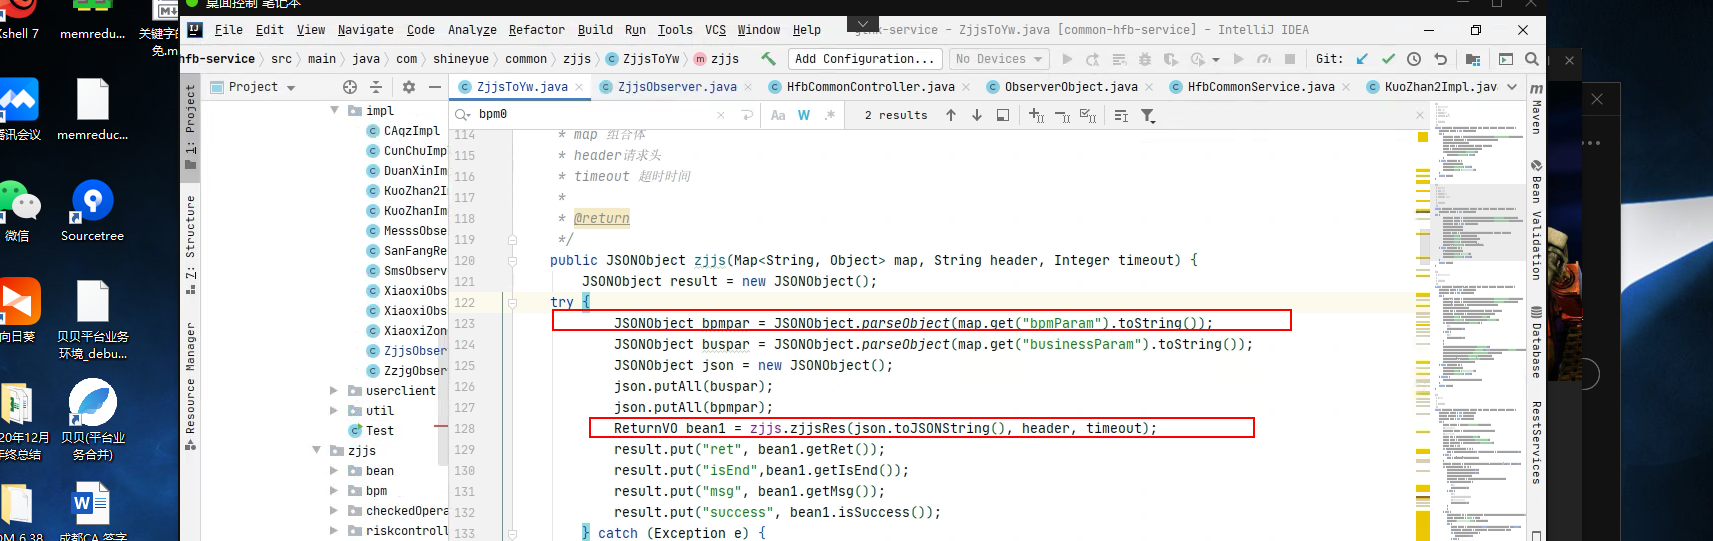 桌面控制 笔记本
Xshell 7
memredu...
关键字的
免.m
腾讯会议
memreduc...
微信
Sourcetree
向日葵
贝贝平台业务
环境_debu...
20年12月
年终总结
贝贝(平台业
务合并)
DM 6.38
成都CA 签字
File Edit View Navigate Code Analyze Refactor Build Run Tools VCS Window Help
-service – ZjjsToYw.java [common-hfb-service] – IntelliJ IDEA
hfb-service src main java com shineyue common zjjs ZjjsToYw zjjs
Add Configuration...
No Devices
Git:
Project
ZjjsToYw.java
ZjjsObserver.java
HfbCommonController.java
ObserverObject.java
HfbCommonService.java
KuoZhan2Impl.java
bpm0
Aa W .*
2 results
1: Project
Z: Structure
Resource Manager
impl
CAqzImpl
CunChuImp
DuanXinIm
KuoZhan2I
KuoZhanIm
MesssObse
SanFangRe
SmsObserv
XiaoxiObs
XiaoxiObs
XiaoxiZon
ZjjsObser
ZzjgObser
userclient
util
Test
zjjs
bean
bpm
checkedOpera
riskcontroll
114 * map 组合体
115 * header请求头
116 * timeout 超时时间
117 *
118 * @return
119 */
120 public JSONObject zjjs(Map<String, Object> map, String header, Integer timeout) {
121 JSONObject result = new JSONObject();
122 try {
123 JSONObject bpmpar = JSONObject.parseObject(map.get("bpmParam").toString());
124 JSONObject buspar = JSONObject.parseObject(map.get("businessParam").toString());
125 JSONObject json = new JSONObject();
126 json.putAll(buspar);
127 json.putAll(bpmpar);
128 ReturnVO bean1 = zjjs.zjjsRes(json.toJSONString(), header, timeout);
129 result.put("ret", bean1.getRet());
130 result.put("isEnd",bean1.getIsEnd());
131 result.put("msg", bean1.getMsg());
132 result.put("success", bean1.isSuccess());
133 } catch (Exception e) {
Maven
Bean Validation
Database
RestServices